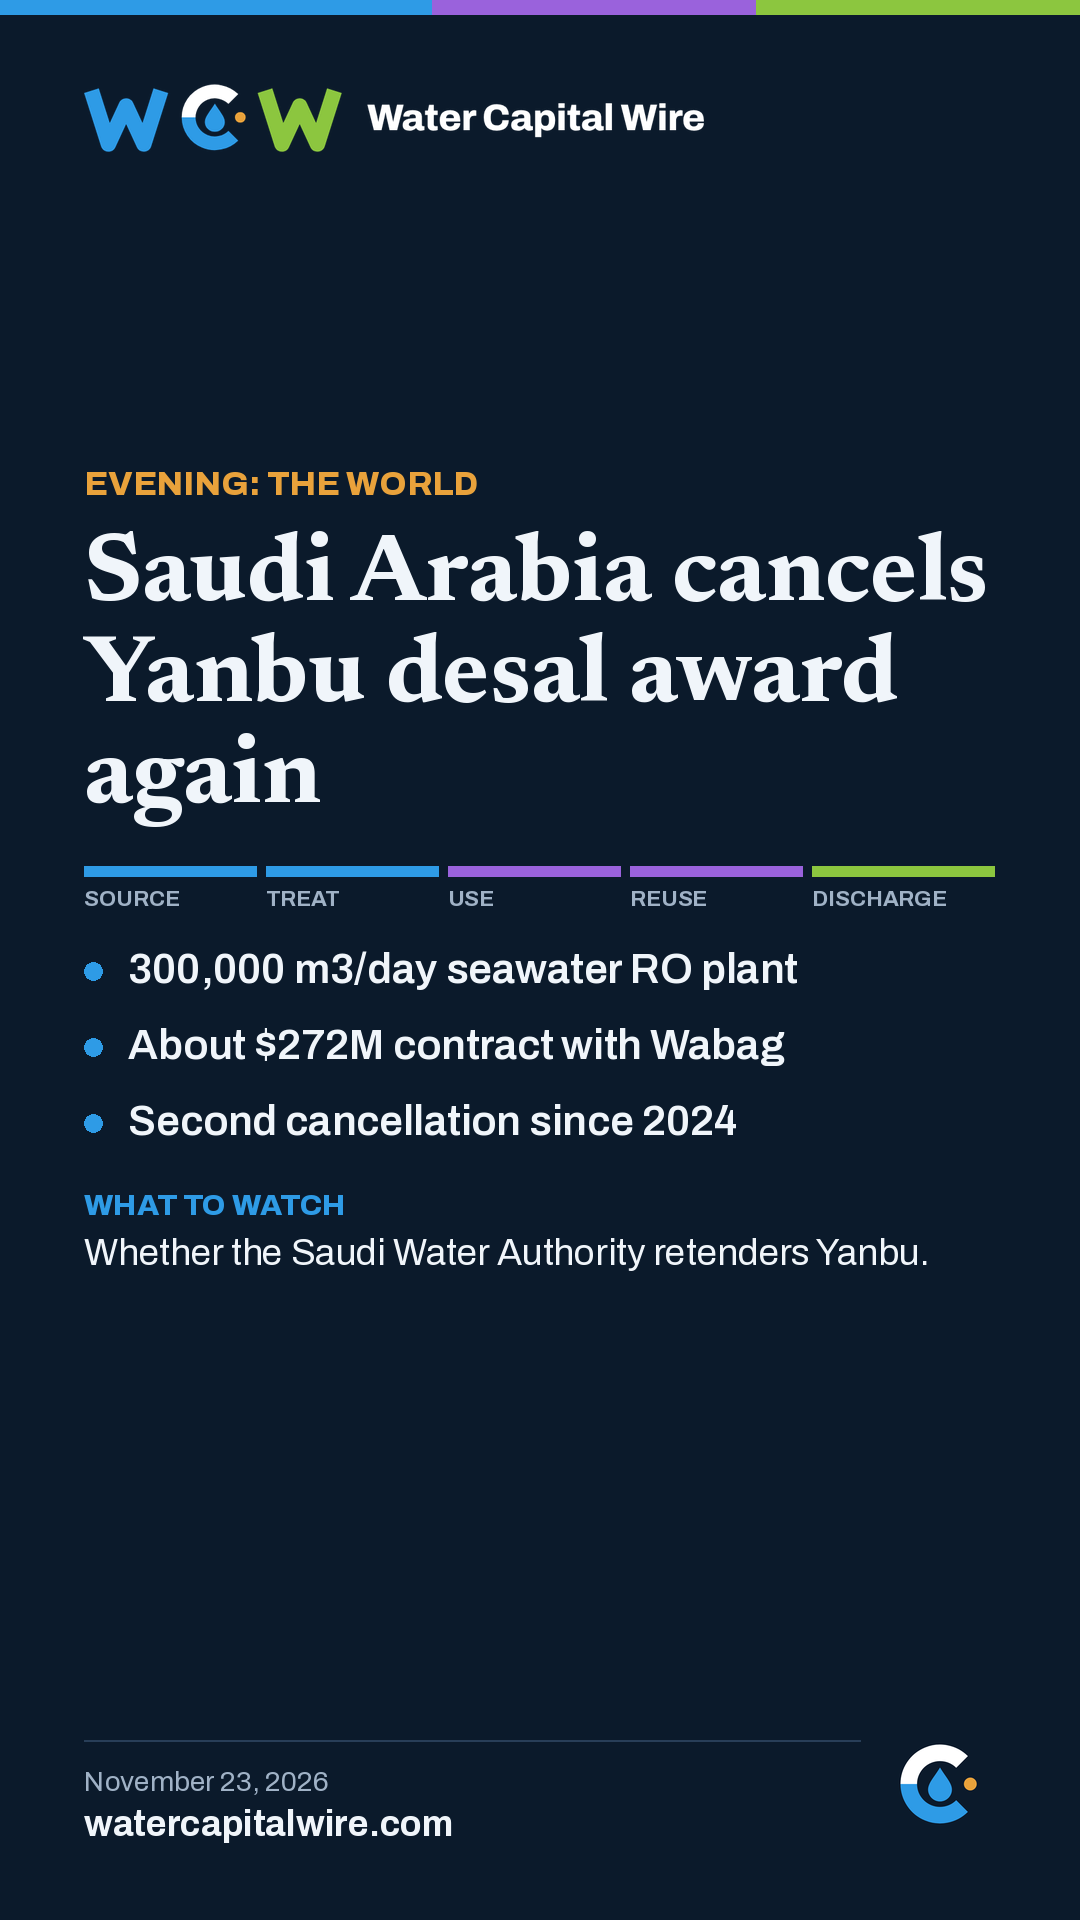 WCW Water Capital Wire
EVENING: THE WORLD
Saudi Arabia cancels
Yanbu desal award
again
SOURCE TREAT USE REUSE DISCHARGE
300,000 m3/day seawater RO plant
About $272M contract with Wabag
Second cancellation since 2024
WHAT TO WATCH
Whether the Saudi Water Authority retenders Yanbu.
November 23, 2026
watercapitalwire.com